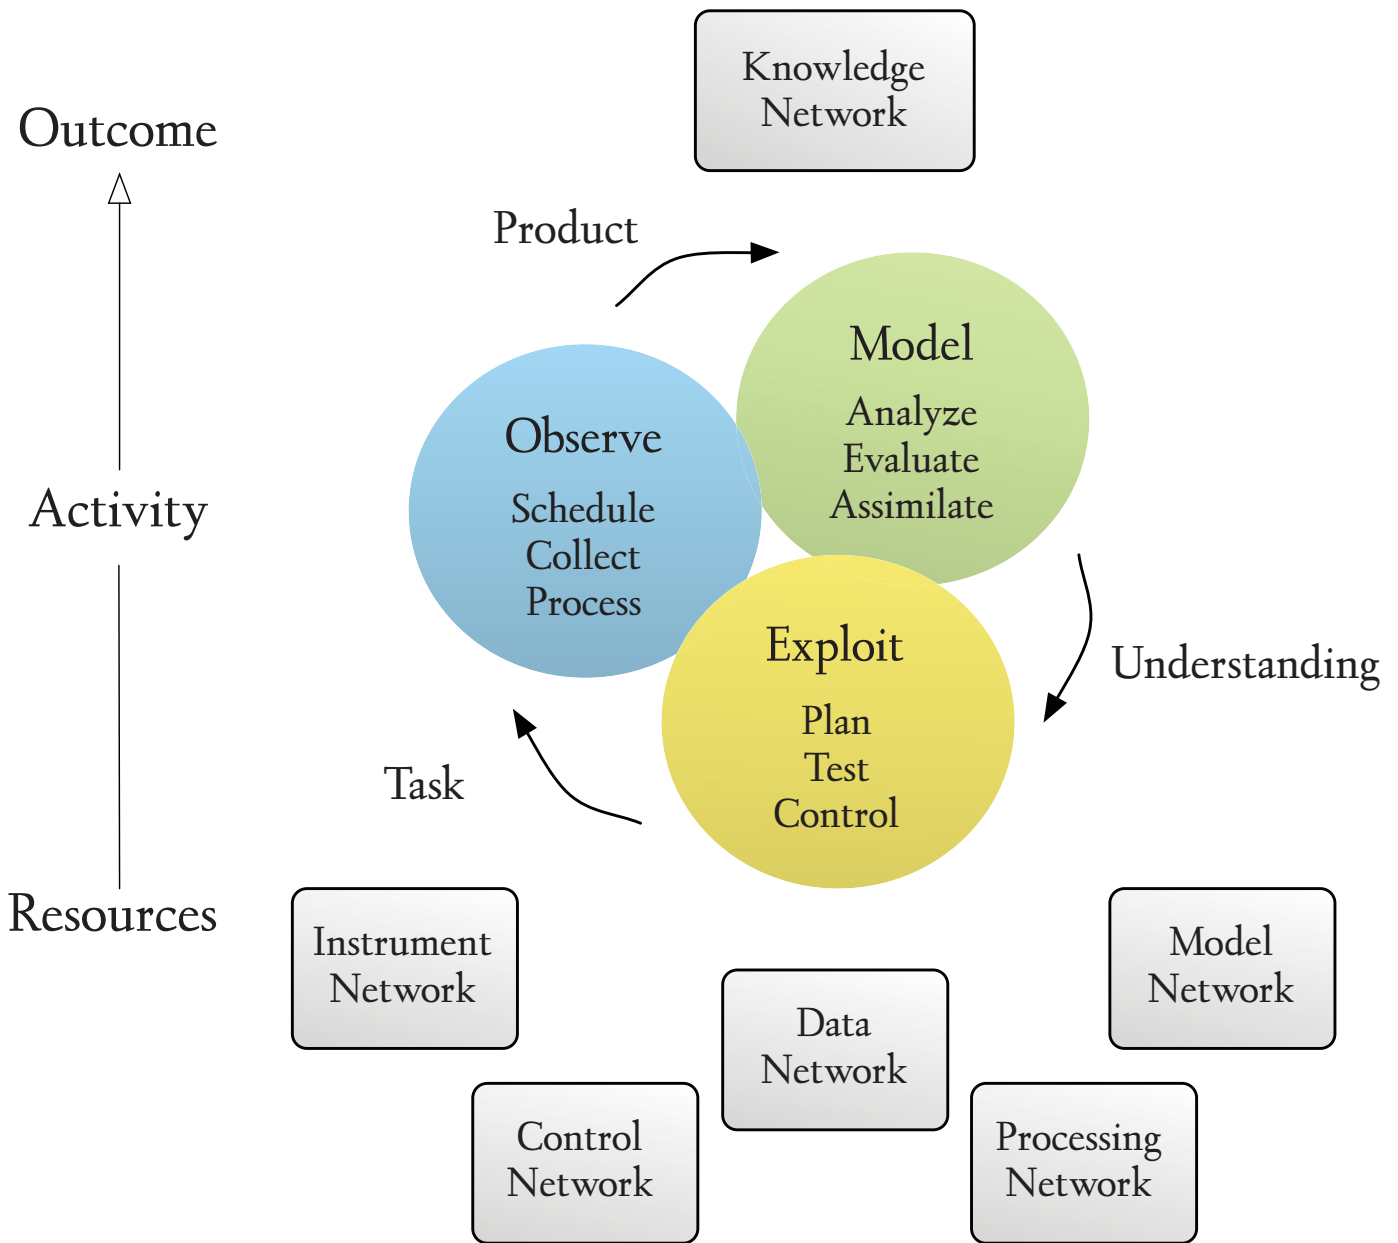 Knowledge
Network
Outcome
Product
Model
Analyze
Evaluate
Assimilate
Observe
Schedule
Collect
Process
Activity
Exploit
Plan
Test
Control
Understanding
Task
Resources
Instrument
Network
Model
Network
Data
Network
Control
Network
Processing
Network